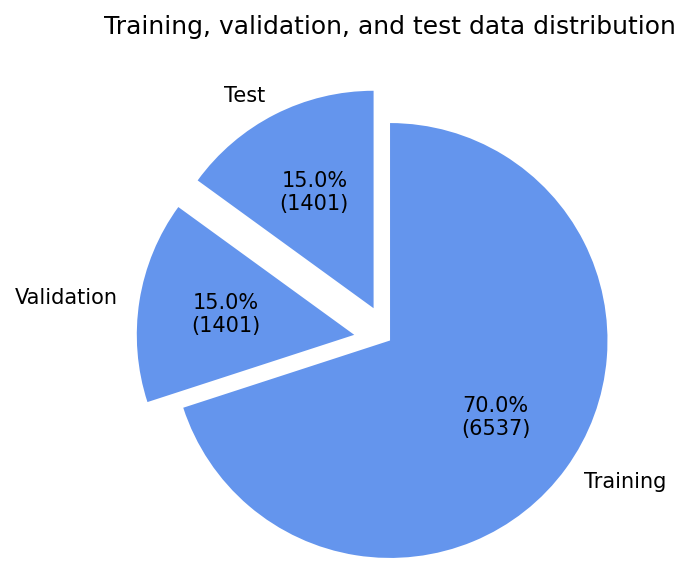 Training, validation, and test data distribution
Test
15.0%
(1401)
Validation
15.0%
(1401)
70.0%
(6537)
Training